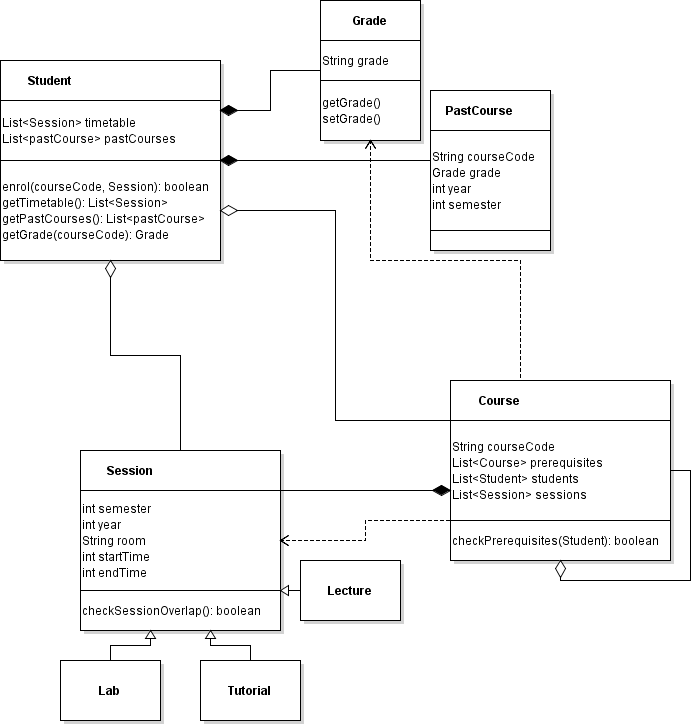 Grade
String grade
getGrade()
setGrade()
Student
List<Session> timetable
List<pastCourse> pastCourses
enrol(courseCode, Session): boolean
getTimetable(): List<Session>
getPastCourses(): List<pastCourse>
getGrade(courseCode): Grade
PastCourse
String courseCode
Grade grade
int year
int semester
Course
String courseCode
List<Course> prerequisites
List<Student> students
List<Session> sessions
checkPrerequisites(Student): boolean
Session
int semester
int year
String room
int startTime
int endTime
checkSessionOverlap(): boolean
Lecture
Lab
Tutorial